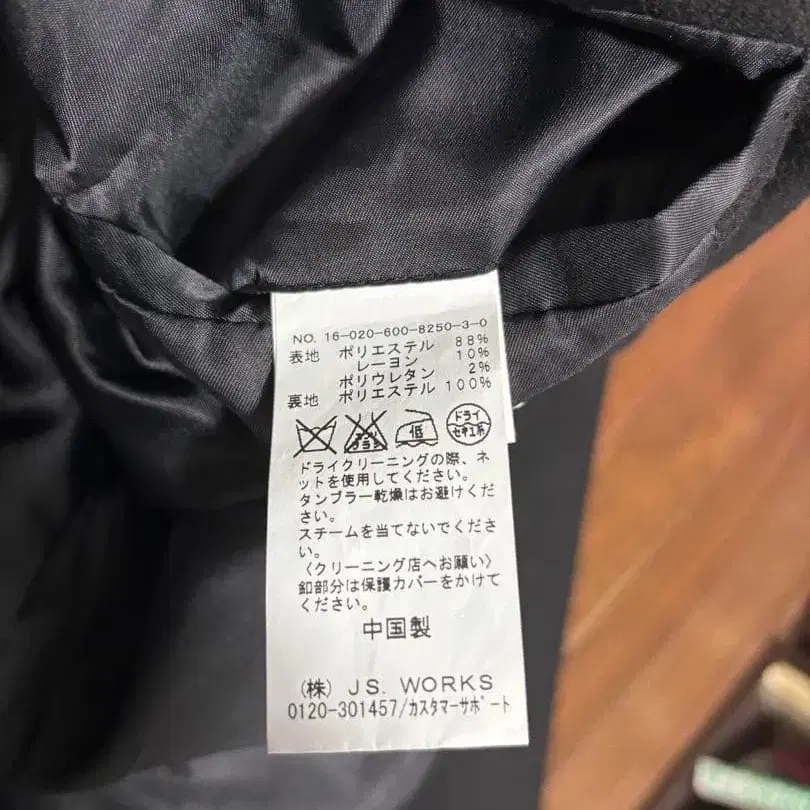 NO. 16-020-600-8250-3-0
表地 ポリエステル 88%
レーヨン 10%
ポリウレタン 2%
裏地 ポリエステル 100%
エンソ サラシ 低 ドライ セキユ系
ドライクリーニングの際、ネ
ットを使用してください。
タンブラー乾燥はお避けくだ
さい。
スチームを当てないでくださ
い。
〈クリーニング店へお願い〉
釦部分は保護カバーをかけて
ください。
中国製
(株) JS. WORKS
0120-301457/カスタマーサポート